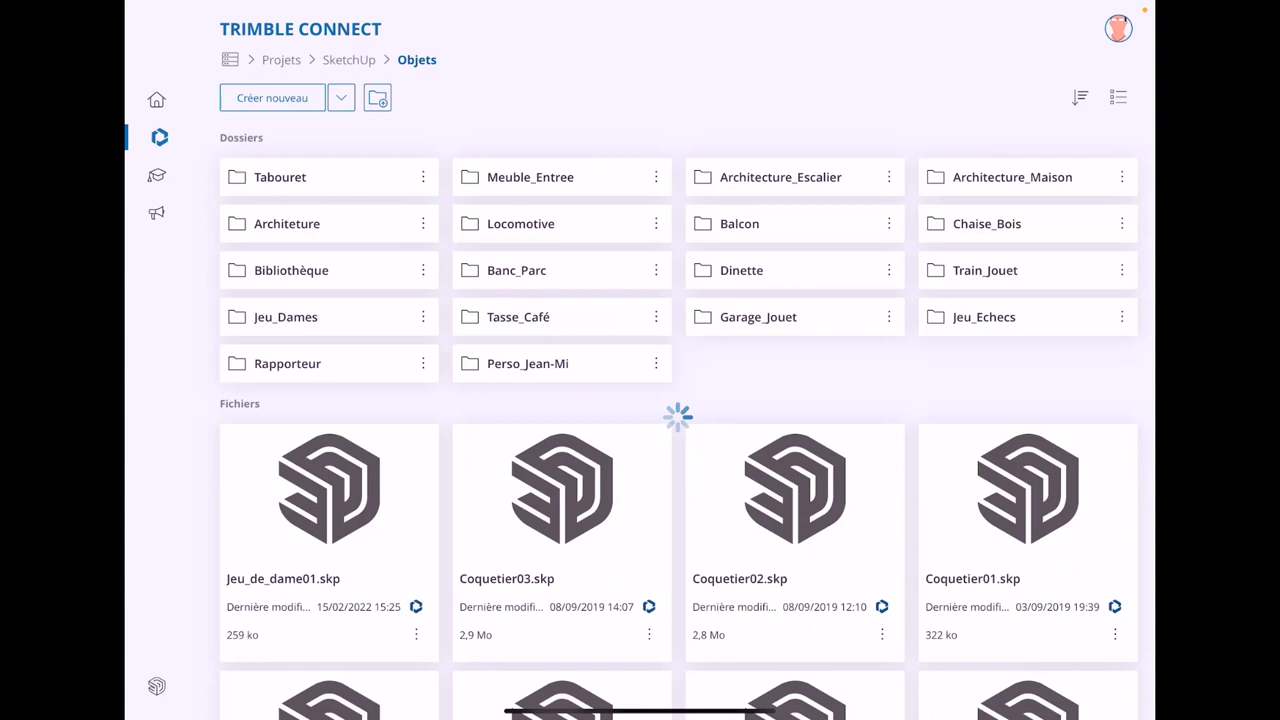 TRIMBLE CONNECT
Projets > SketchUp > Objets
Créer nouveau
Dossiers
Tabouret Meuble_Entree Architecture_Escalier Architecture_Maison
Architeture Locomotive Balcon Chaise_Bois
Bibliothèque Banc_Parc Dinette Train_Jouet
Jeu_Dames Tasse_Café Garage_Jouet Jeu_Echecs
Rapporteur Perso_Jean-Mi
Fichiers
Jeu_de_dame01.skp Coquetier03.skp Coquetier02.skp Coquetier01.skp
Dernière modifi... 15/02/2022 15:25 Dernière modifi... 08/09/2019 14:07 Dernière modifi... 08/09/2019 12:10 Dernière modifi... 03/09/2019 19:39
259 ko 2,9 Mo 2,8 Mo 322 ko